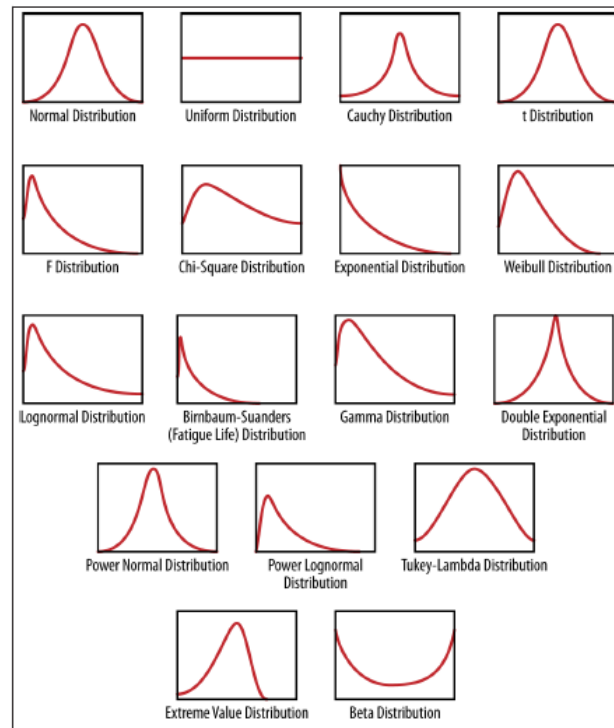 Normal Distribution
Uniform Distribution
Cauchy Distribution
t Distribution
F Distribution
Chi-Square Distribution
Exponential Distribution
Weibull Distribution
Lognormal Distribution
Birnbaum-Suanders
(Fatigue Life) Distribution
Gamma Distribution
Double Exponential
Distribution
Power Normal Distribution
Power Lognormal
Distribution
Tukey-Lambda Distribution
Extreme Value Distribution
Beta Distribution